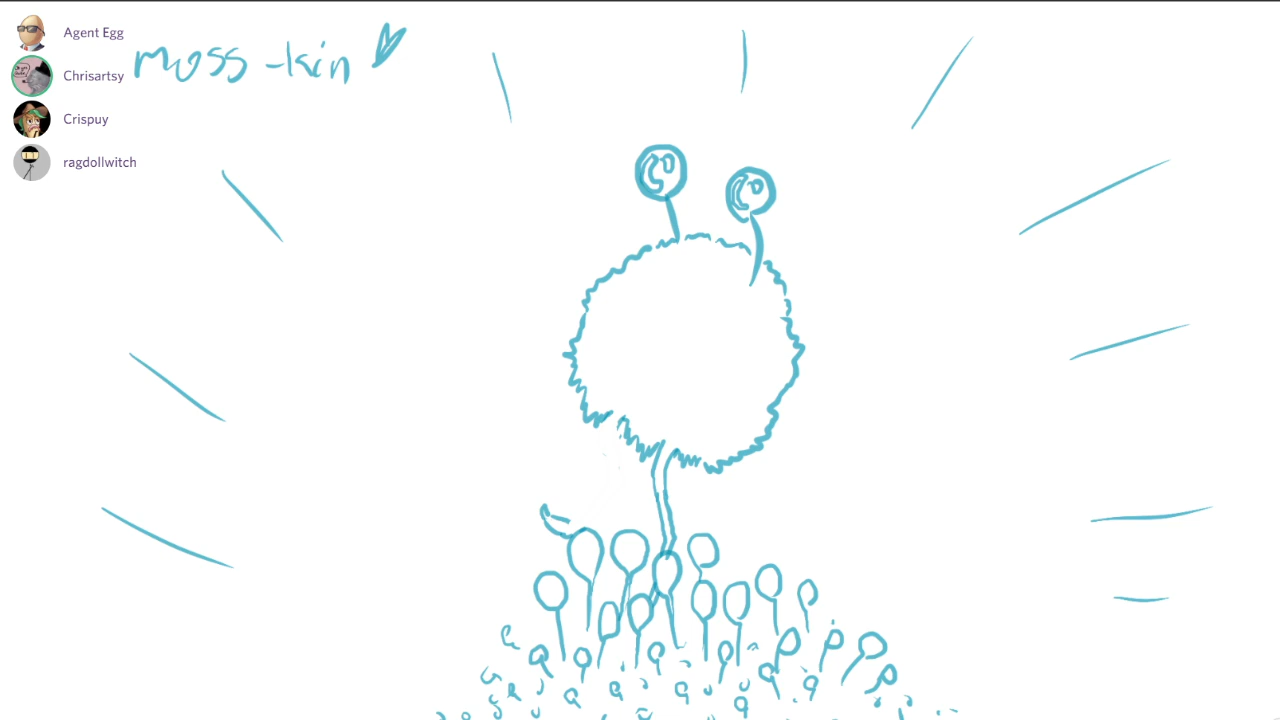 Agent Egg
moss-kin
Chrisartsy
Crispuy
ragdollwitch